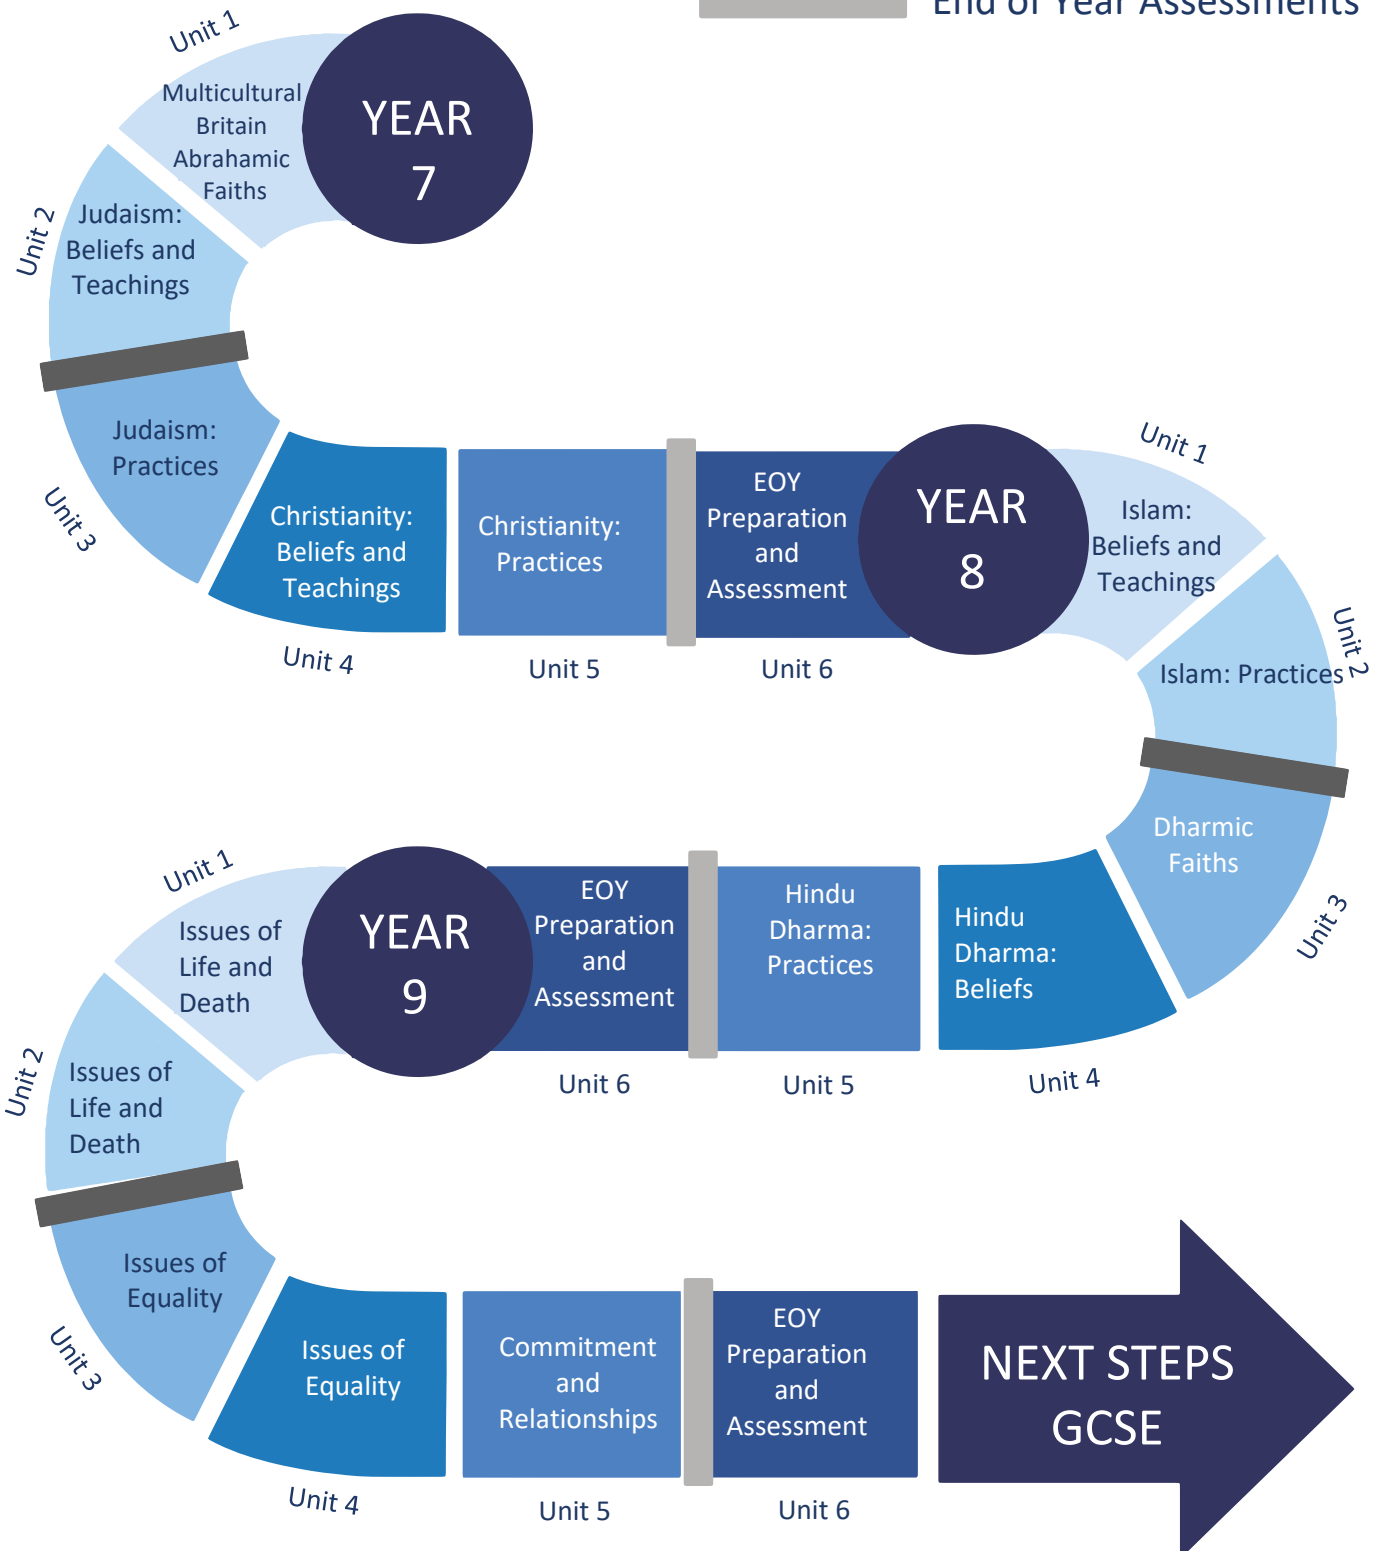 End of Year Assessments
Unit 1
Multicultural
Britain
Abrahamic
Faiths
YEAR
7
Unit 2
Judaism:
Beliefs and
Teachings
Unit 3
Judaism:
Practices
Unit 4
Christianity:
Beliefs and
Teachings
Christianity:
Practices
Unit 5
EOY
Preparation
and
Assessment
Unit 6
YEAR
8
Unit 1
Islam:
Beliefs and
Teachings
Unit 2
Islam: Practices
Dharmic
Faiths
Unit 3
Hindu
Dharma:
Beliefs
Unit 4
Hindu
Dharma:
Practices
Unit 5
EOY
Preparation
and
Assessment
Unit 6
YEAR
9
Unit 1
Issues of
Life and
Death
Unit 2
Issues of
Life and
Death
Issues of
Equality
Unit 3
Issues of
Equality
Unit 4
Commitment
and
Relationships
Unit 5
EOY
Preparation
and
Assessment
Unit 6
NEXT STEPS
GCSE